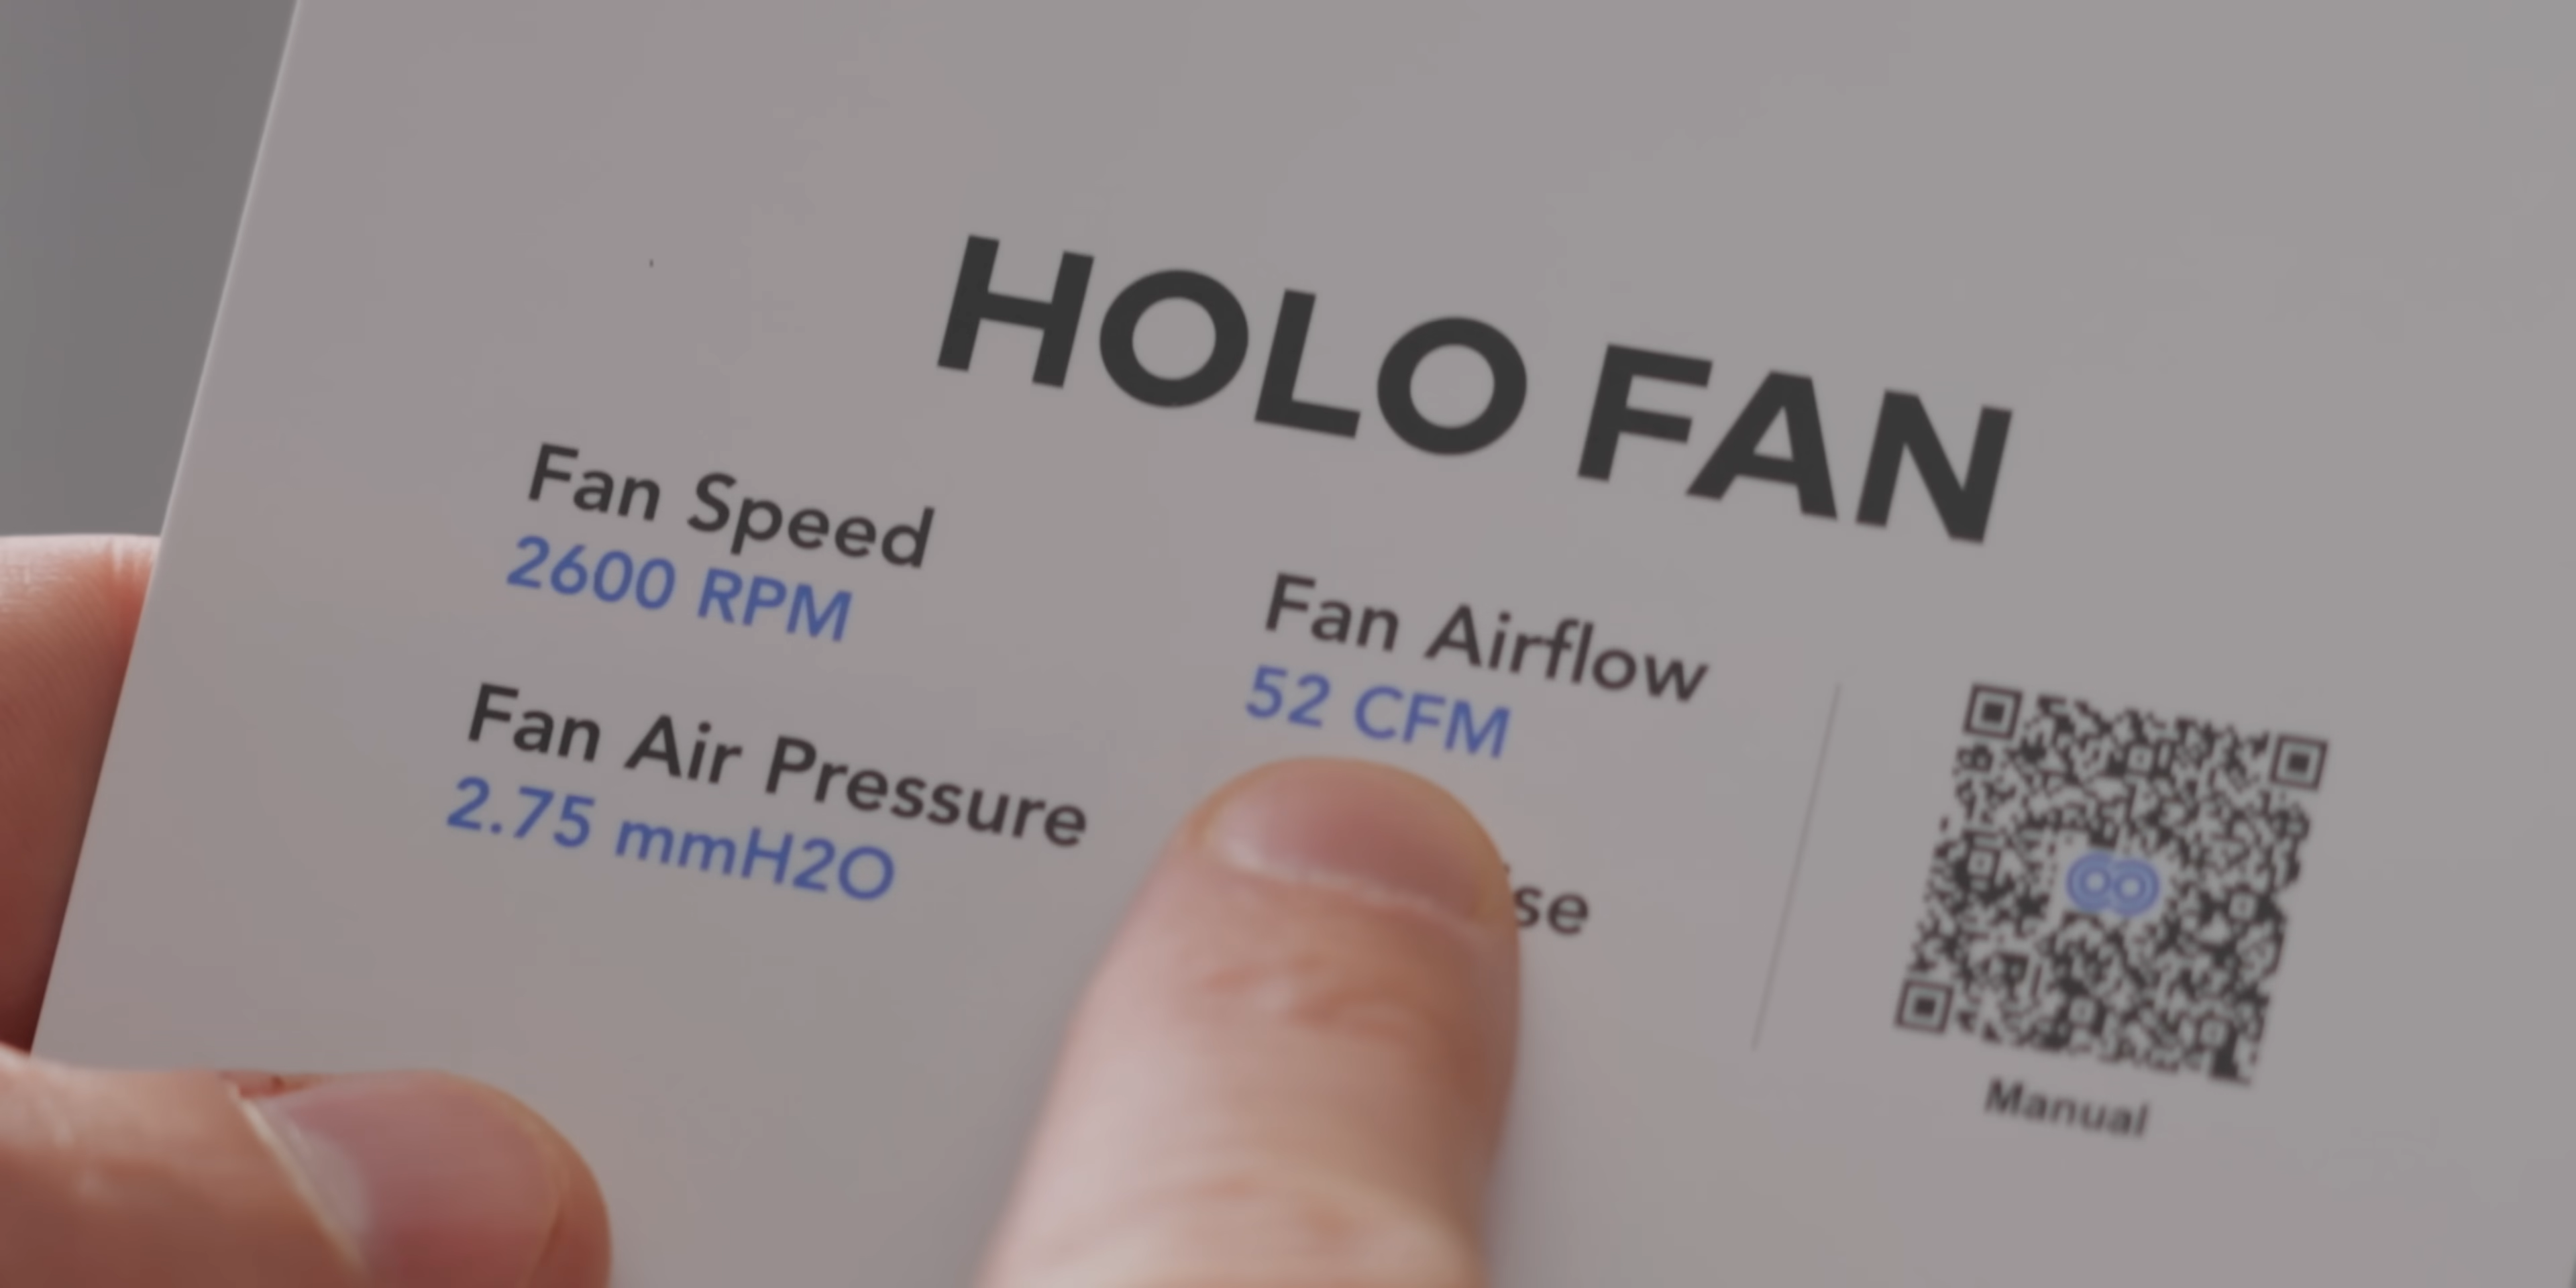 HOLO FAN
Fan Speed
2600 RPM
Fan Air Pressure
2.75 mmH2O
Fan Airflow
52 CFM
Manual